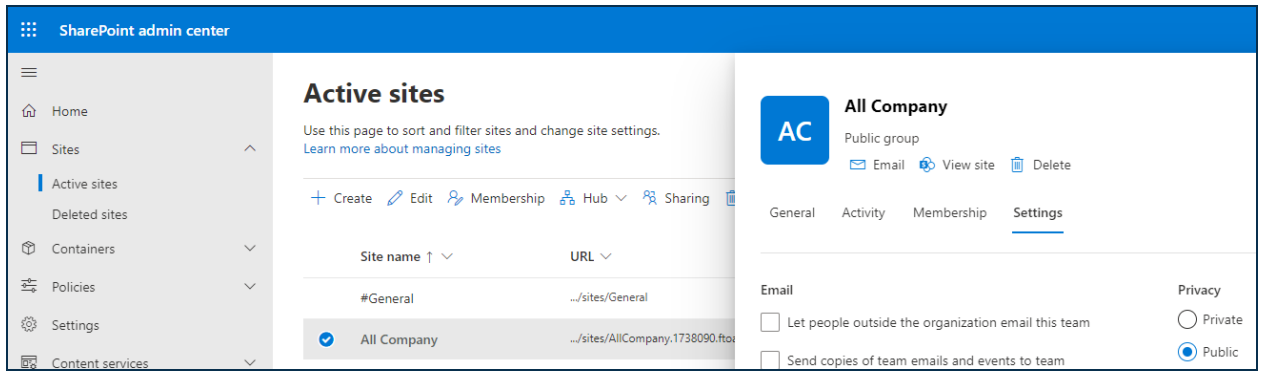 SharePoint admin center
Home
Sites
Active sites
Deleted sites
Containers
Policies
Settings
Content services
Active sites
Use this page to sort and filter sites and change site settings.
Learn more about managing sites
Create Edit Membership Hub Sharing
Site name ↑ URL
#General .../sites/General
All Company .../sites/AllCompany.1738090.ftoa
AC
All Company
Public group
Email View site Delete
General Activity Membership Settings
Email
Let people outside the organization email this team
Send copies of team emails and events to team
Privacy
Private
Public